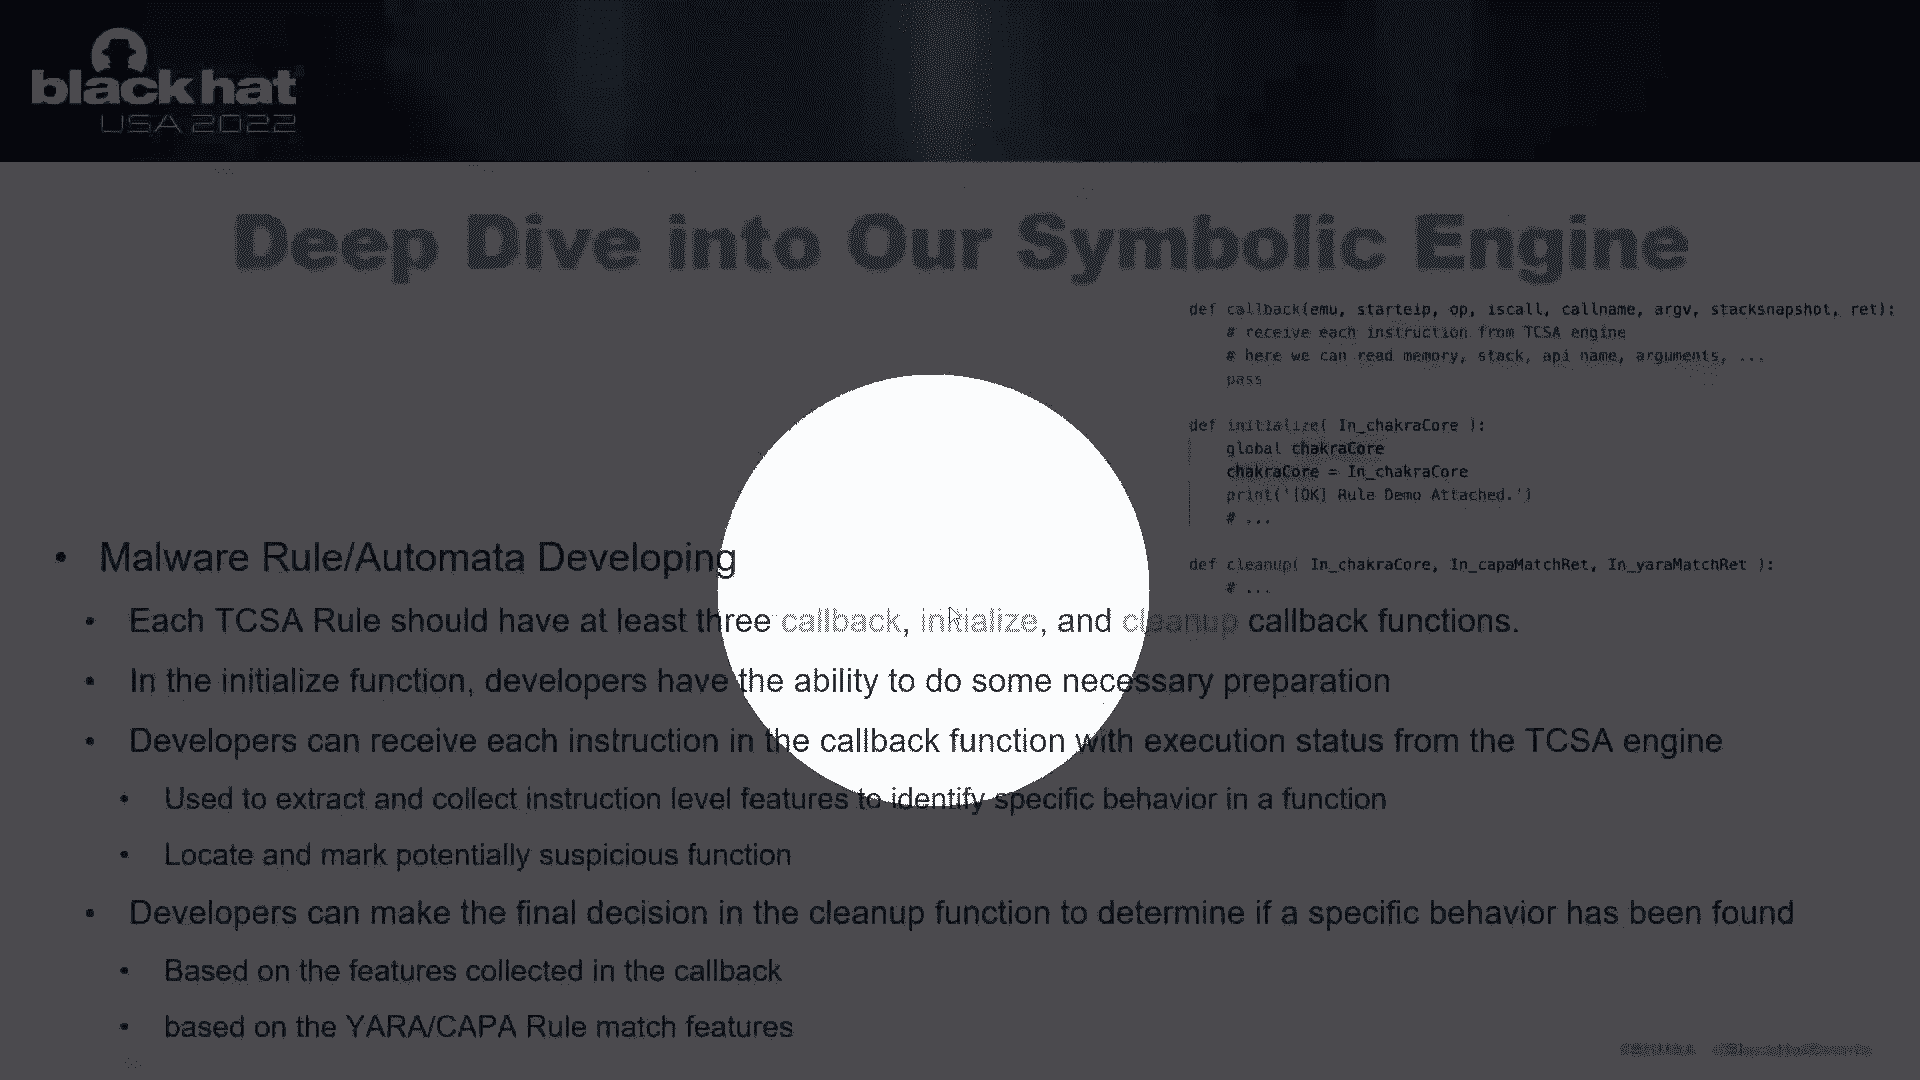 black hat
USA 2022
Deep Dive into Our Symbolic Engine
def callback(emu, starteip, op, iscall, callname, argv, stacksnapshot, ret):
# receive each instruction from TCSA engine
# here we can read memory, stack, api name, arguments, ...
pass
def initialize( In_chakraCore ):
global chakraCore
chakraCore = In_chakraCore
print('[OK] Rule Demo Attached.')
# ...
def cleanup( In_chakraCore, In_capaMatchRet, In_yaraMatchRet ):
# ...
• Malware Rule/Automata Developing
• Each TCSA Rule should have at least three callback, initialize, and cleanup callback functions.
• In the initialize function, developers have the ability to do some necessary preparation
• Developers can receive each instruction in the callback function with execution status from the TCSA engine
• Used to extract and collect instruction level features to identify specific behavior in a function
• Locate and mark potentially suspicious function
• Developers can make the final decision in the cleanup function to determine if a specific behavior has been found
• Based on the features collected in the callback
• based on the YARA/CAPA Rule match features